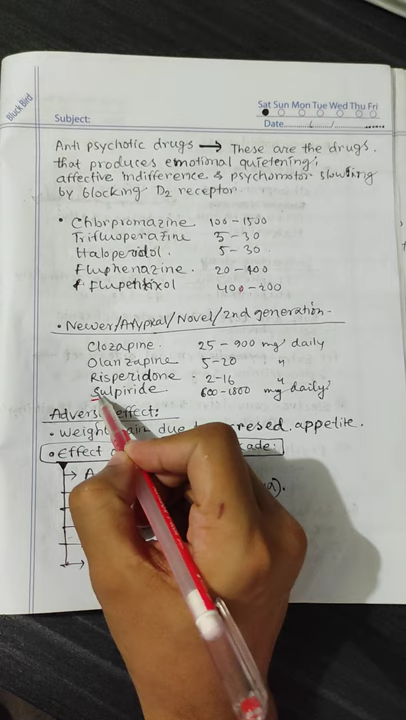 Black Bird
Subject:
Sat Sun Mon Tue Wed Thu Fri
Date
Anti psychotic drugs → These are the drugs.
that produces emotional quietening,
affective indifference & psychomotor slowing
by blocking D2 receptor
• Chlorpromazine 100-1500
Trifluoperazine 5-30
Haloperidol. 5-30
Fluphenazine. 20-400
Flupentixol 400-200
• Newer/Atypical/Novel/2nd generation-
Clozapine. 25-900 mg daily
Olanzapine 5-20 "
Risperidone 2-16 "
Sulpiride 600-1800 mg daily
Adverse effect:
• Weight gain due appetite.
• Effect